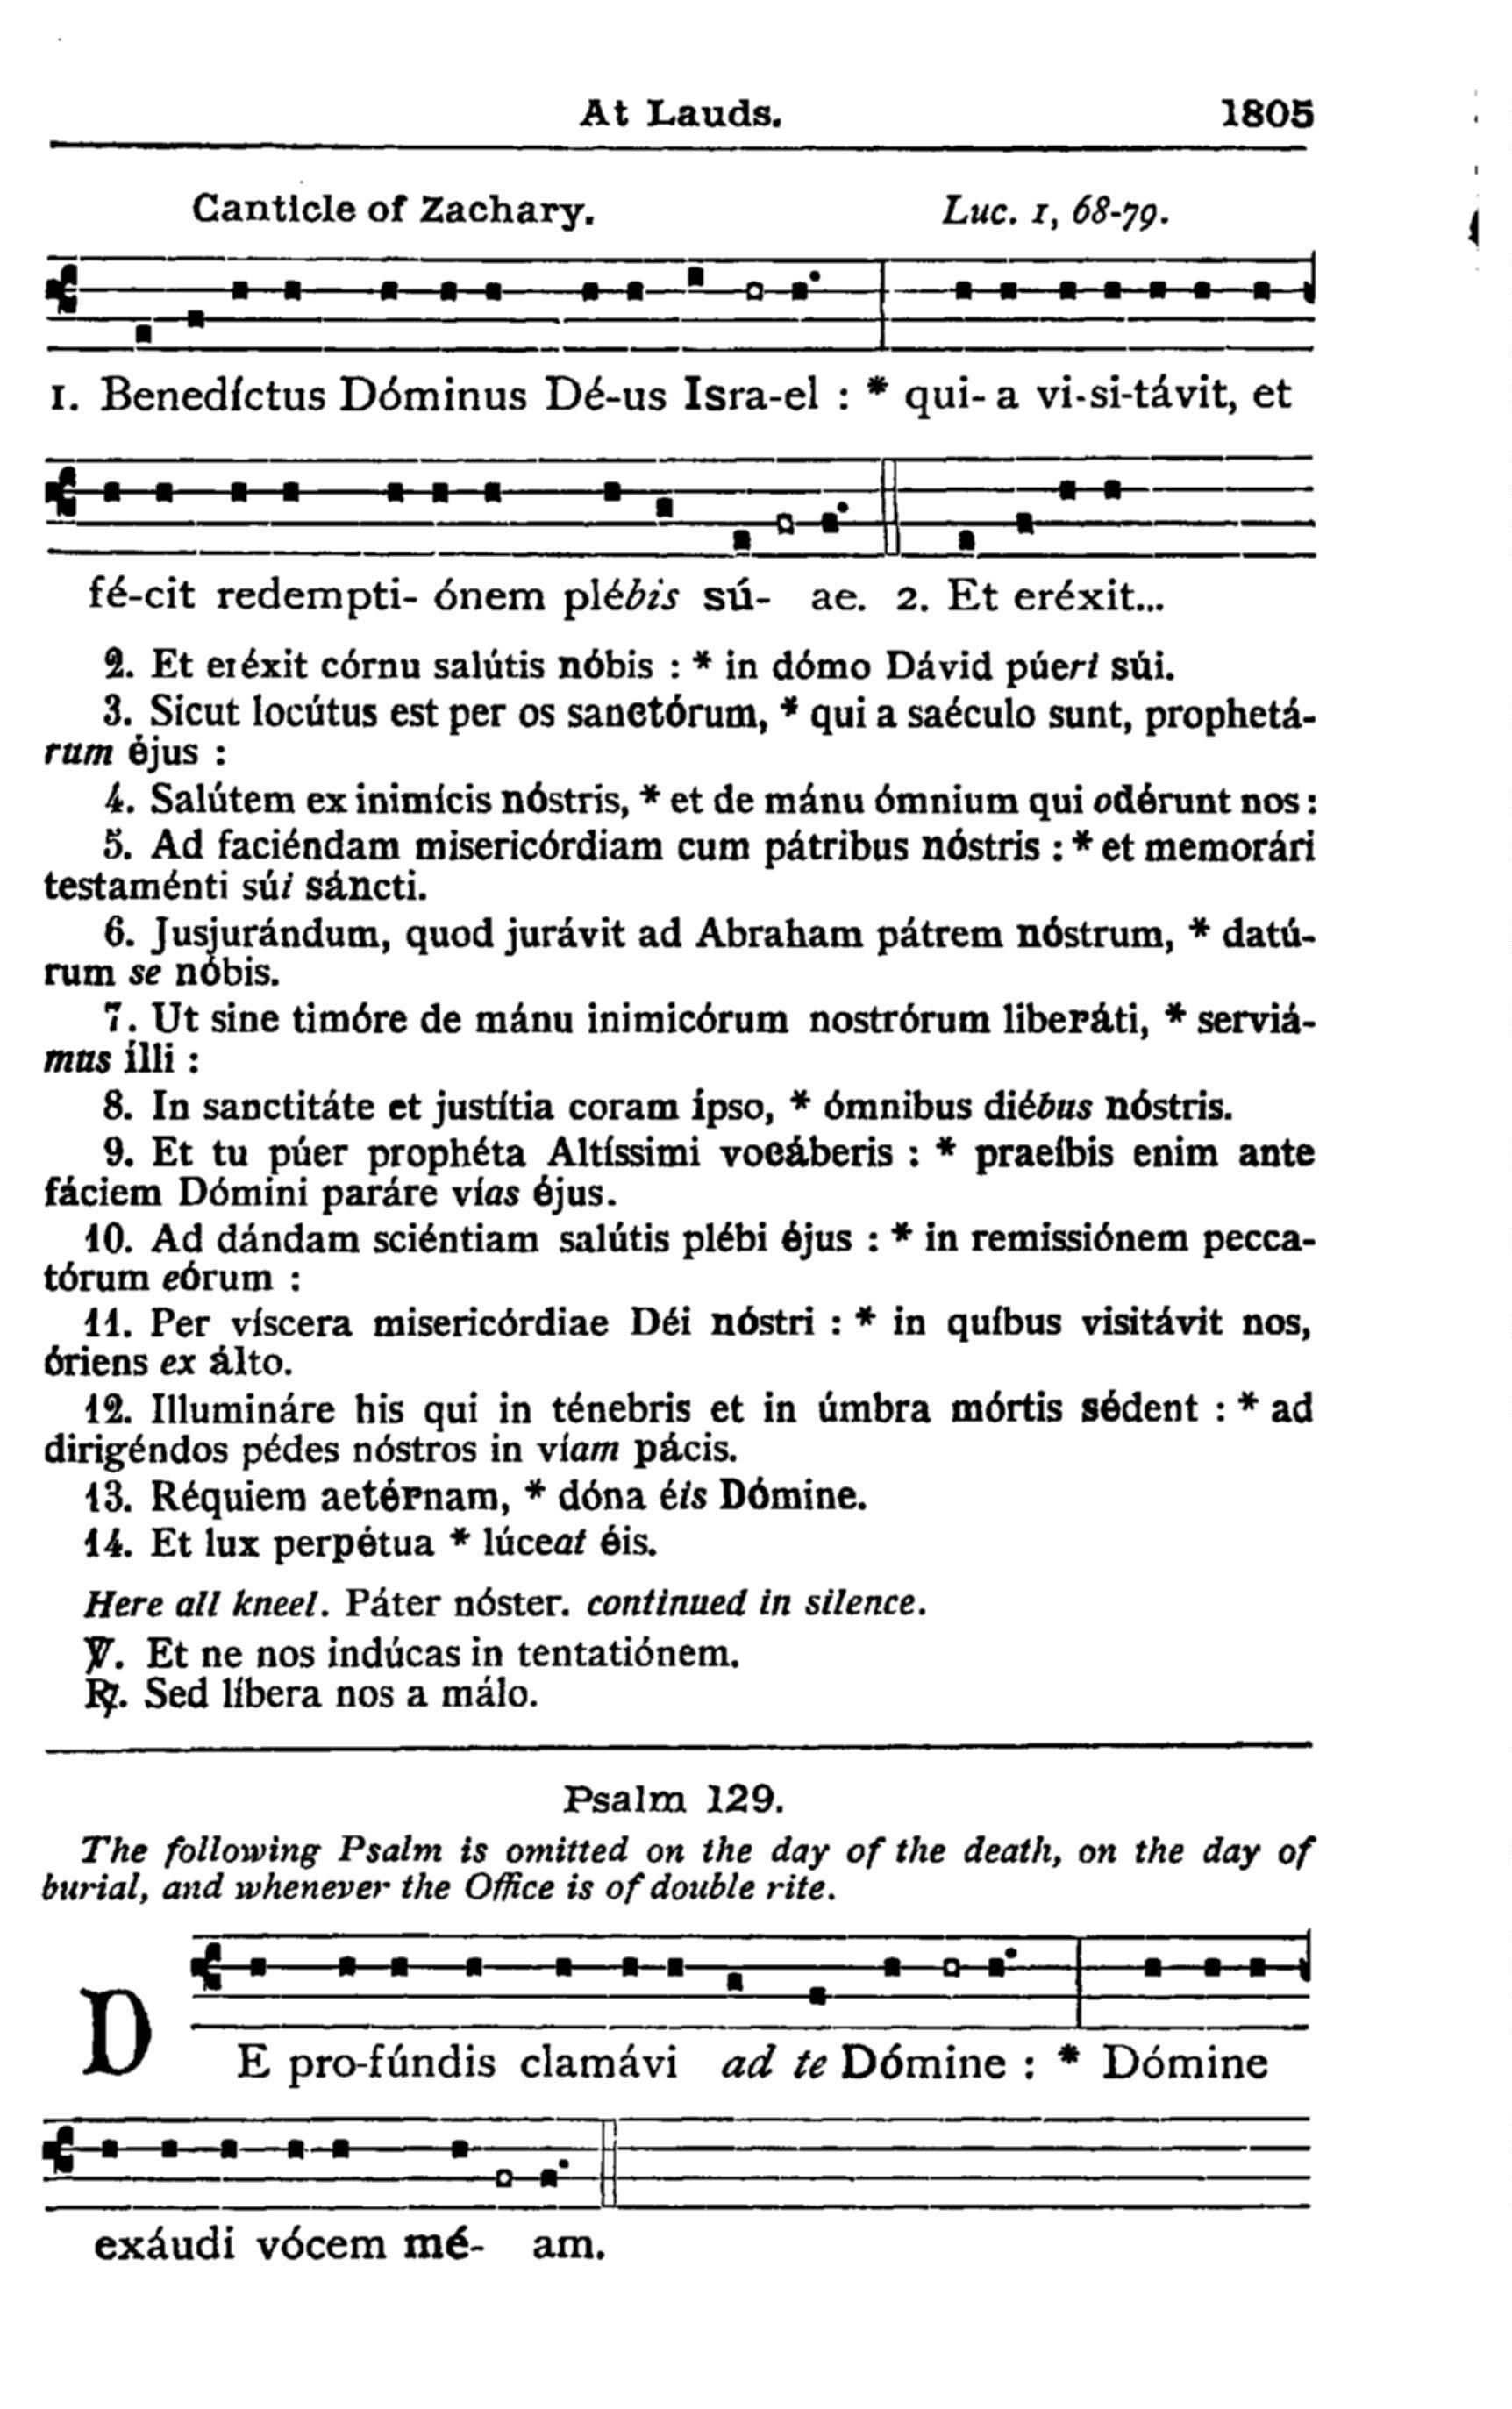 At Lauds. 1805
Canticle of Zachary. Luc. 1, 68-79.
1. Benedíctus Dóminus Dé-us Isra-el : * qui- a vi-si-távit, et
fé-cit redempti- ónem plébis sú- ae. 2. Et eréxit...
2. Et eréxit córnu salútis nóbis : * in dómo Dávid púeri súi.
3. Sicut locútus est per os sanctórum, * qui a saéculo sunt, prophetá-
rum éjus :
4. Salútem ex inimícis nóstris, * et de mánu ómnium qui odérunt nos :
5. Ad faciéndam misericórdiam cum pátribus nóstris : * et memorári
testaménti súi sáncti.
6. Jusjurándum, quod jurávit ad Abraham pátrem nóstrum, * datú-
rum se nóbis.
7. Ut sine timóre de mánu inimicórum nostrórum liberáti, * serviá-
mus illi :
8. In sanctitáte et justítia coram ípso, * ómnibus diébus nóstris.
9. Et tu púer prophéta Altíssimi vocáberis : * praeíbis enim ante
fáciem Dómini paráre vías éjus.
10. Ad dándam sciéntiam salútis plébi éjus : * in remissiónem pecca-
tórum eórum :
11. Per víscera misericórdiae Déi nóstri : * in quíbus visitávit nos,
óriens ex álto.
12. Illumináre his qui in ténebris et in úmbra mórtis sédent : * ad
dirigéndos pédes nóstros in víam pácis.
13. Réquiem aetérnam, * dóna éis Dómine.
14. Et lux perpétua * lúceat éis.
Here all kneel. Páter nóster. continued in silence.
℣. Et ne nos indúcas in tentatiónem.
℟. Sed líbera nos a málo.
Psalm 129.
The following Psalm is omitted on the day of the death, on the day of
burial, and whenever the Office is of double rite.
DE pro-fúndis clamávi ad te Dómine : * Dómine
exáudi vócem mé- am.